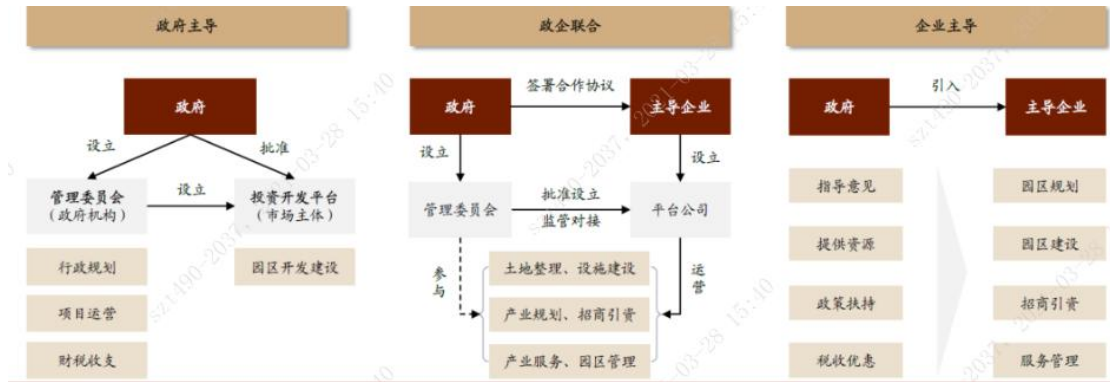 政府主导
政府
设立
批准
管理委员会
（政府机构）
设立
投资开发平台
（市场主体）
行政规划
园区开发建设
项目运营
财税收支
政企联合
政府
签署合作协议
主导企业
设立
设立
管理委员会
批准设立
监管对接
平台公司
参与
土地整理、设施建设
运营
产业规划、招商引资
产业服务、园区管理
企业主导
政府
引入
主导企业
指导意见
园区规划
提供资源
园区建设
政策扶持
招商引资
税收优惠
服务管理